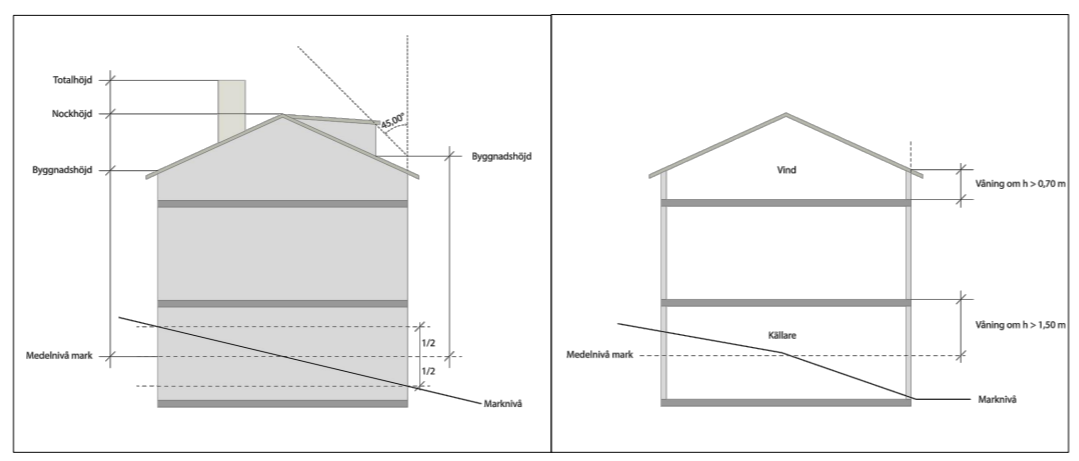 Totalhöjd
Nockhöjd
45,00°
Byggnadshöjd
Byggnadshöjd
1/2
Medelnivå mark
1/2
Marknivå
Vind
Våning om h > 0,70 m
Våning om h > 1,50 m
Källare
Medelnivå mark
Marknivå